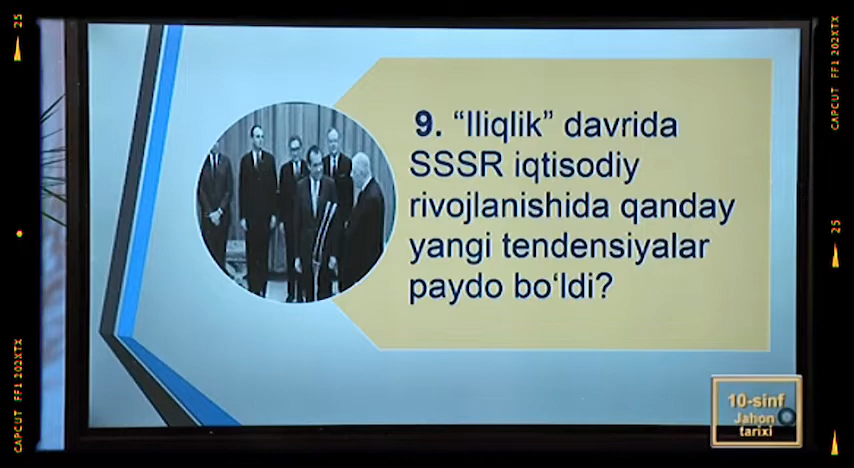 25
CAPCUT FF1 202XTX
9. “Iliqlik” davrida
SSSR iqtisodiy
rivojlanishida qanday
yangi tendensiyalar
paydo bo‘ldi?
10-sinf
Jahon
tarixi
CAPCUT FF1 202XTX
25